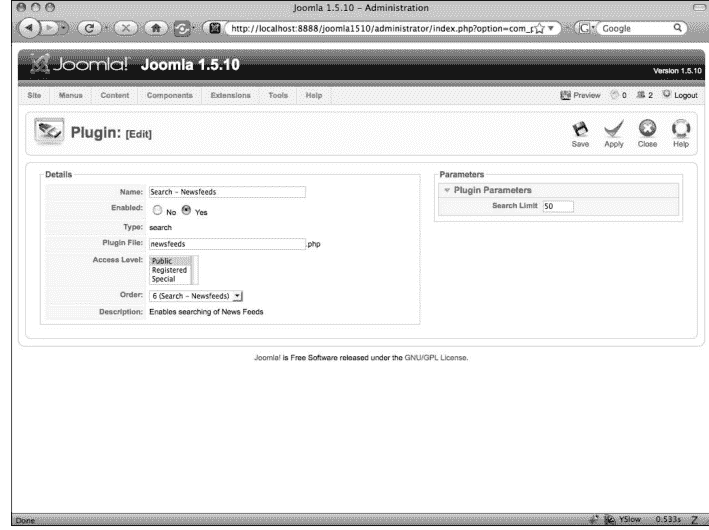 Joomla 1.5.10 – Administration
http://localhost:8888/joomla1510/administrator/index.php?option=com_p
Google
Joomla! Joomla 1.5.10
Version 1.5.10
Site Menus Content Components Extensions Tools Help
Preview 0 2 Logout
Plugin: [Edit]
Save Apply Close Help
Details
Name: Search – Newsfeeds
Enabled: No Yes
Type: search
Plugin File: newsfeeds .php
Access Level: Public
Registered
Special
Order: 6 (Search – Newsfeeds)
Description: Enables searching of News Feeds
Parameters
Plugin Parameters
Search Limit 50
Joomla! is Free Software released under the GNU/GPL License.
Done
YSlow 0.533s